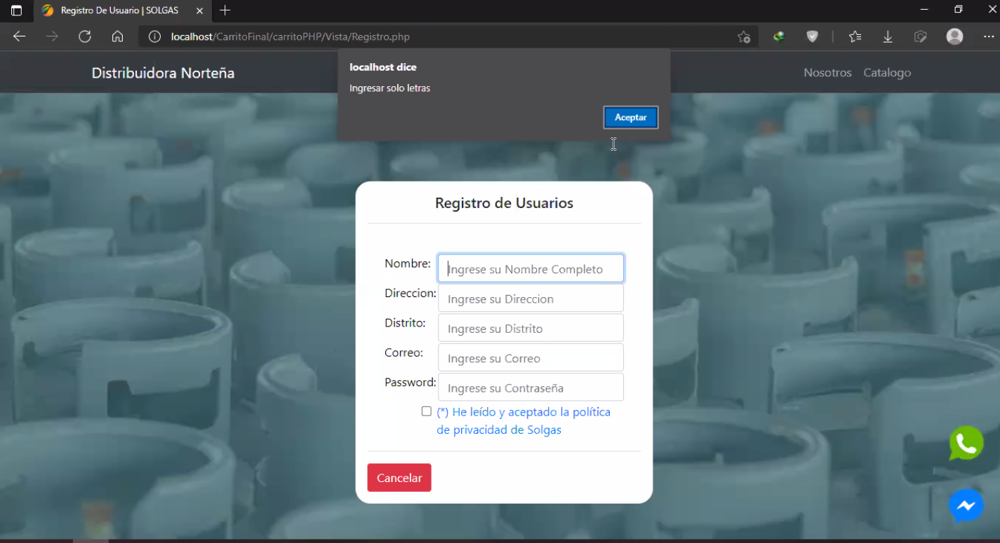 Registro De Usuario | SOLGAS
localhost/CarritoFinal/carritoPHP/Vista/Registro.php
Distribuidora Norteña
Nosotros Catalogo
localhost dice
Ingresar solo letras
Aceptar
Registro de Usuarios
Nombre: Ingrese su Nombre Completo
Direccion: Ingrese su Direccion
Distrito: Ingrese su Distrito
Correo: Ingrese su Correo
Password: Ingrese su Contraseña
(*) He leído y aceptado la política
de privacidad de Solgas
Cancelar